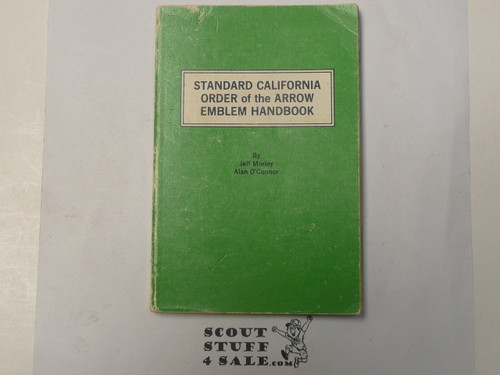 STANDARD CALIFORNIA
ORDER of the ARROW
EMBLEM HANDBOOK
By
Jeff Morley
Alan O'Connor
SCOUT
STUFF
4 SALE.com